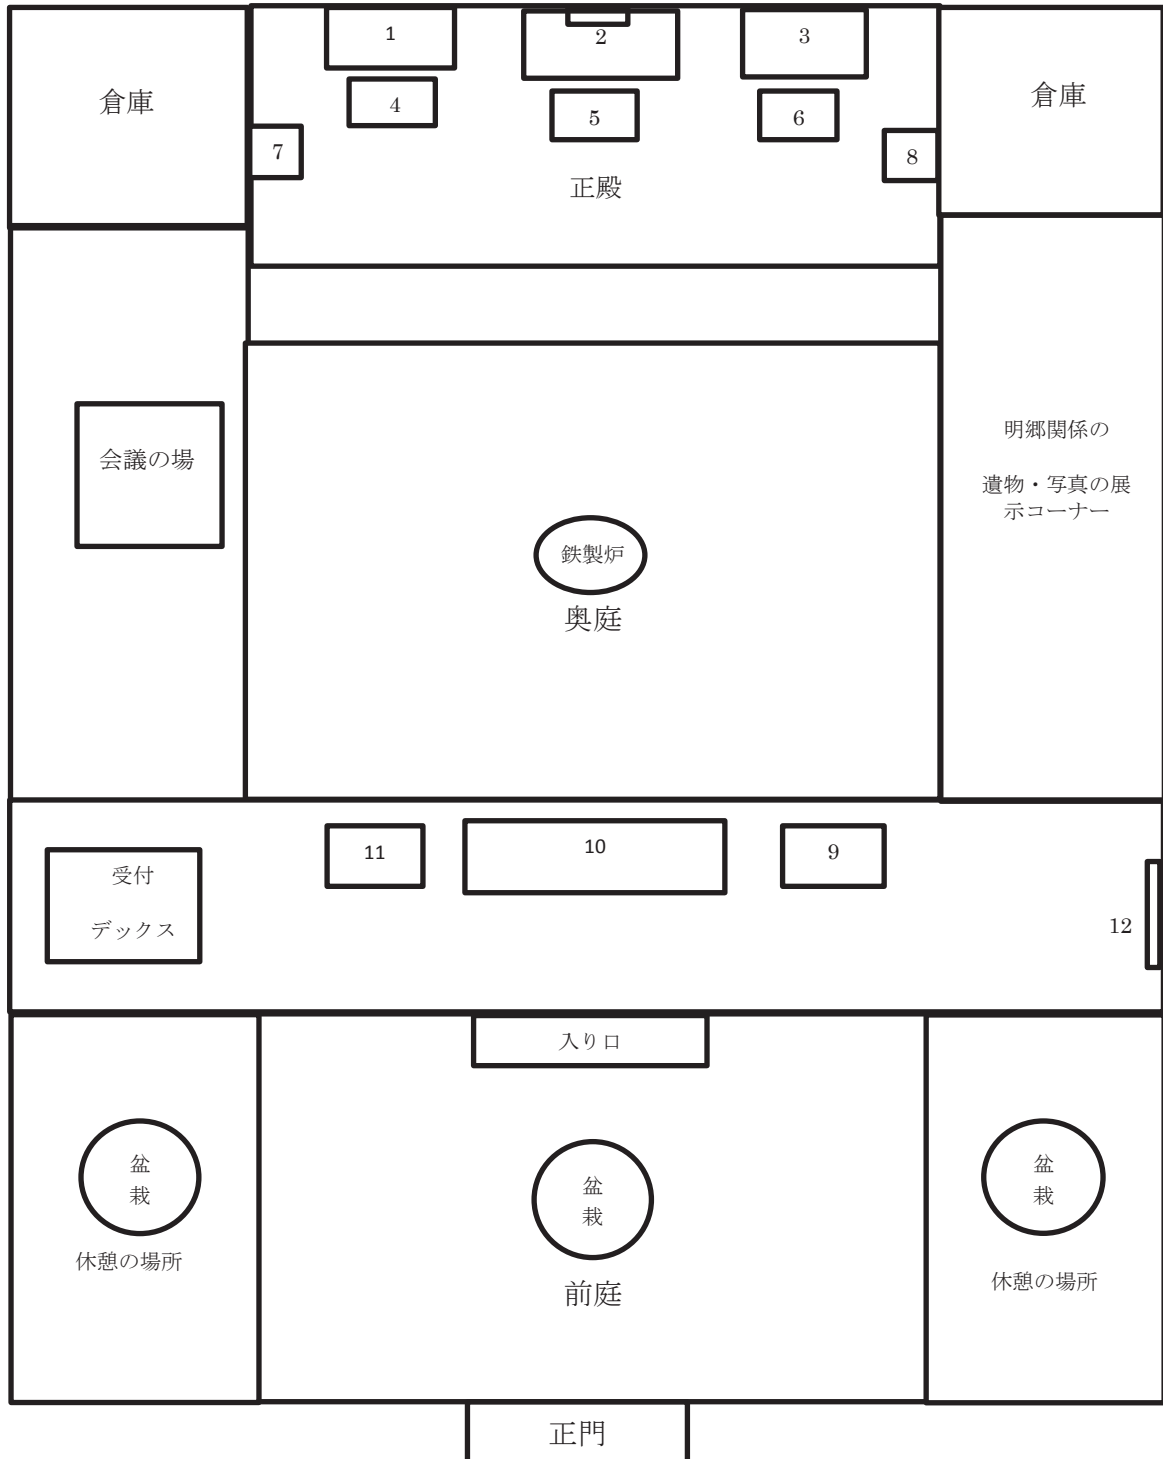 1
2
3
倉庫
倉庫
4
5
6
7
8
正殿
会議の場
明郷関係の
遺物・写真の展
示コーナー
鉄製炉
奥庭
11
10
9
受付
デックス
12
入り口
盆
栽
盆
栽
盆
栽
休憩の場所
休憩の場所
前庭
正門